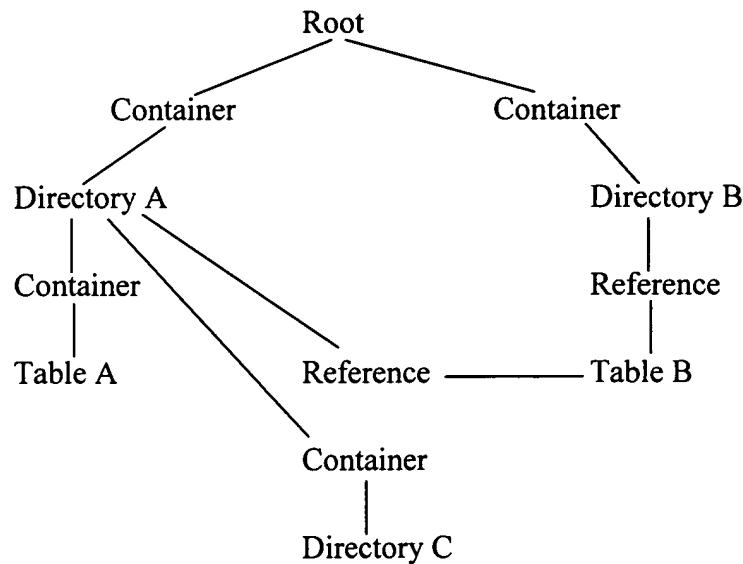 Root
Container
Container
Directory A
Directory B
Container
Reference
Table A
Reference
Table B
Container
Directory C